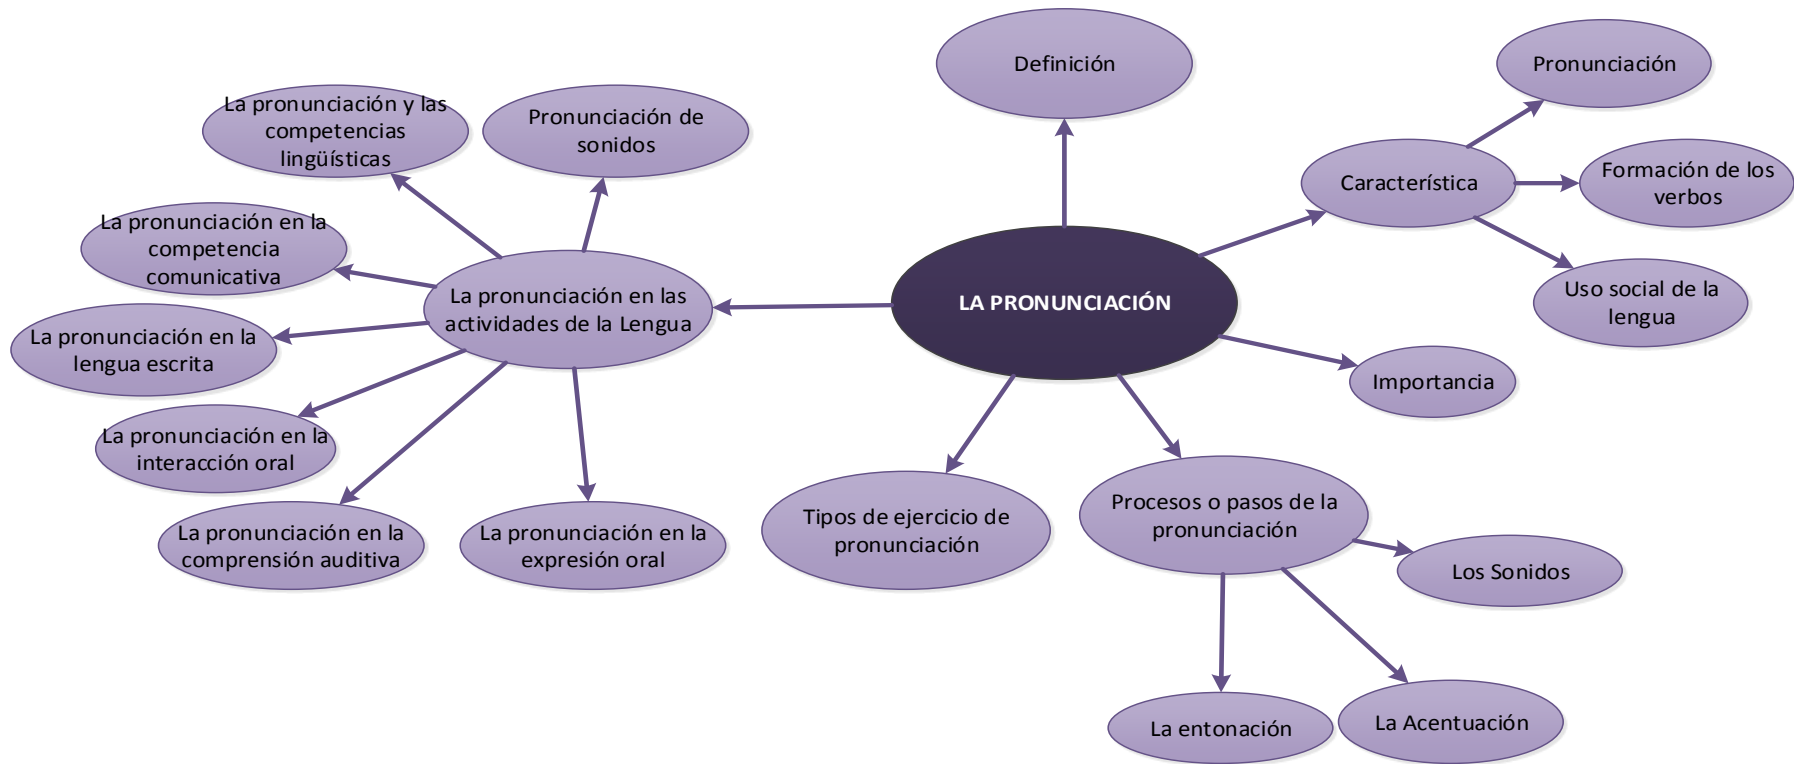 Definición
Pronunciación
La pronunciación y las
competencias
lingüísticas
Pronunciación de
sonidos
Característica
Formación de los
verbos
La pronunciación en la
competencia
comunicativa
La pronunciación en las
actividades de la Lengua
LA PRONUNCIACIÓN
Uso social de la
lengua
La pronunciación en la
lengua escrita
Importancia
La pronunciación en la
interacción oral
La pronunciación en la
comprensión auditiva
La pronunciación en la
expresión oral
Tipos de ejercicio de
pronunciación
Procesos o pasos de la
pronunciación
Los Sonidos
La entonación
La Acentuación